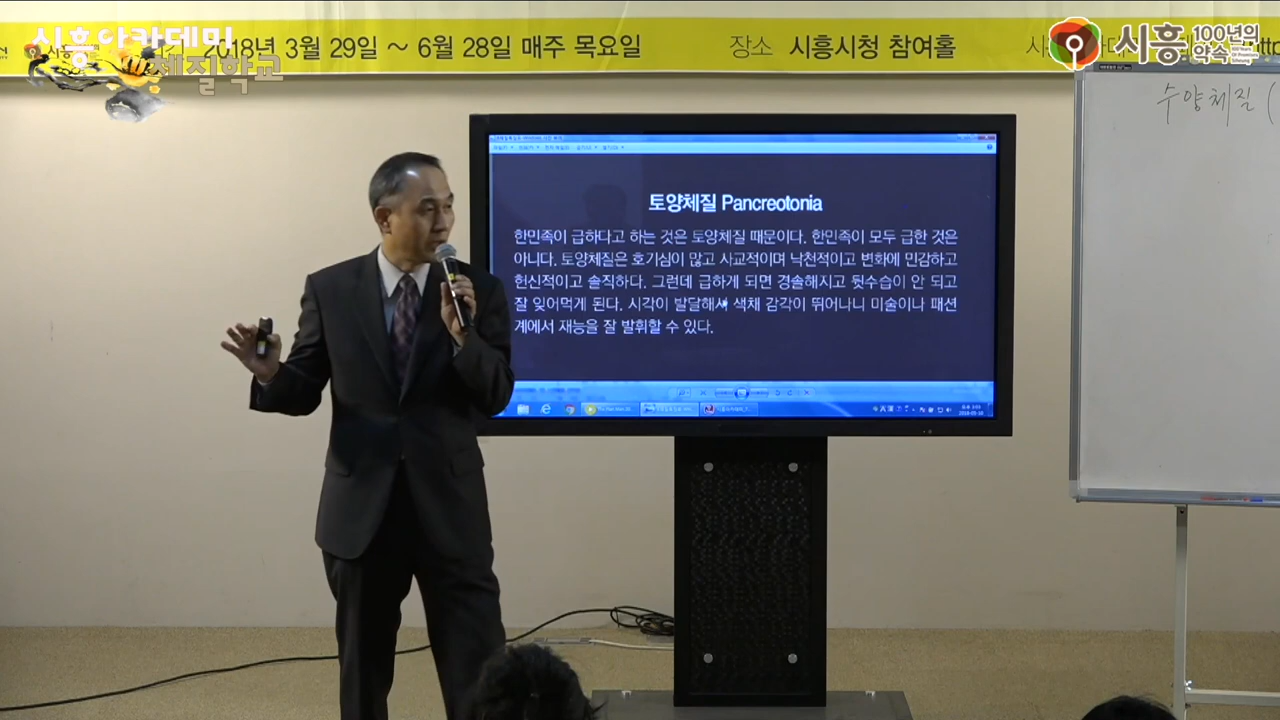 시흥아카데미
체질학교
2018년 3월 29일 ~ 6월 28일 매주 목요일
장소 시흥시청 참여홀
시흥 100년의 약속
수양체질 (
토양체질 Pancreotonia
한민족이 급하다고 하는 것은 토양체질 때문이다. 한민족이 모두 급한 것은
아니다. 토양체질은 호기심이 많고 사교적이며 낙천적이고 변화에 민감하고
헌신적이고 솔직하다. 그런데 급하게 되면 경솔해지고 뒷수습이 안 되고
잘 잊어먹게 된다. 시각이 발달해서 색채 감각이 뛰어나니 미술이나 패션
계에서 재능을 잘 발휘할 수 있다.